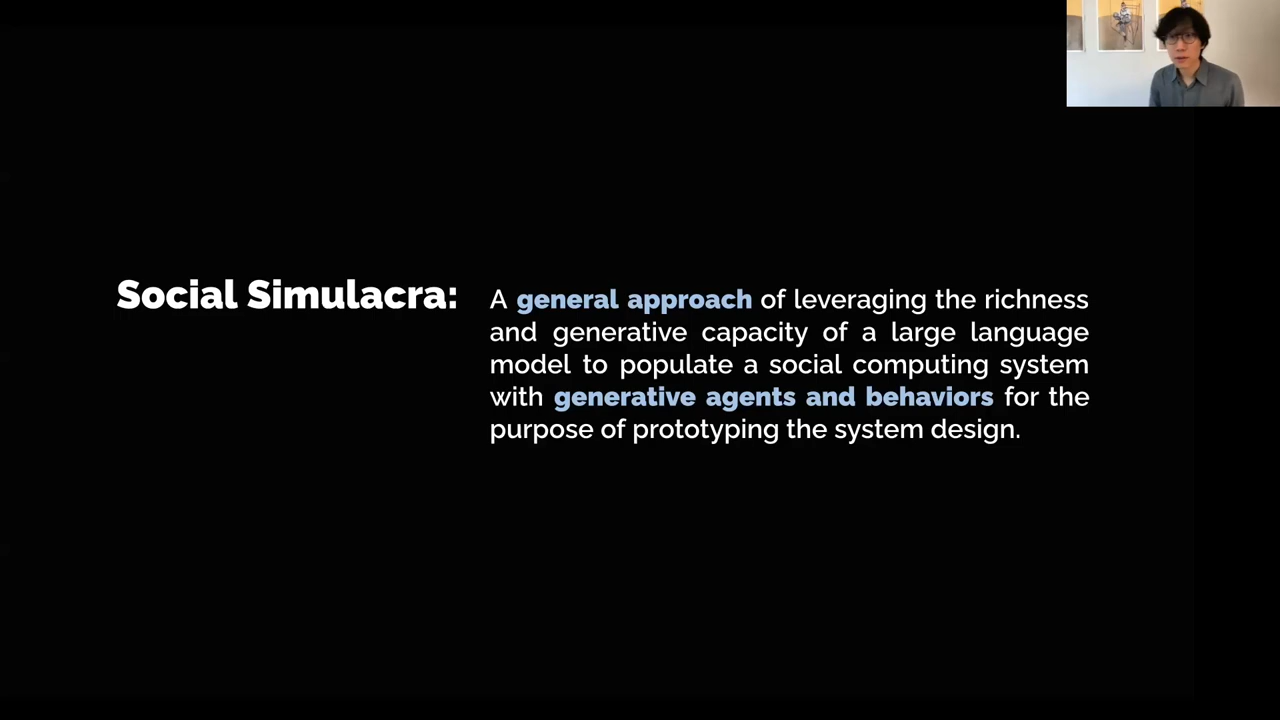 Social Simulacra:
A general approach of leveraging the richness
and generative capacity of a large language
model to populate a social computing system
with generative agents and behaviors for the
purpose of prototyping the system design.